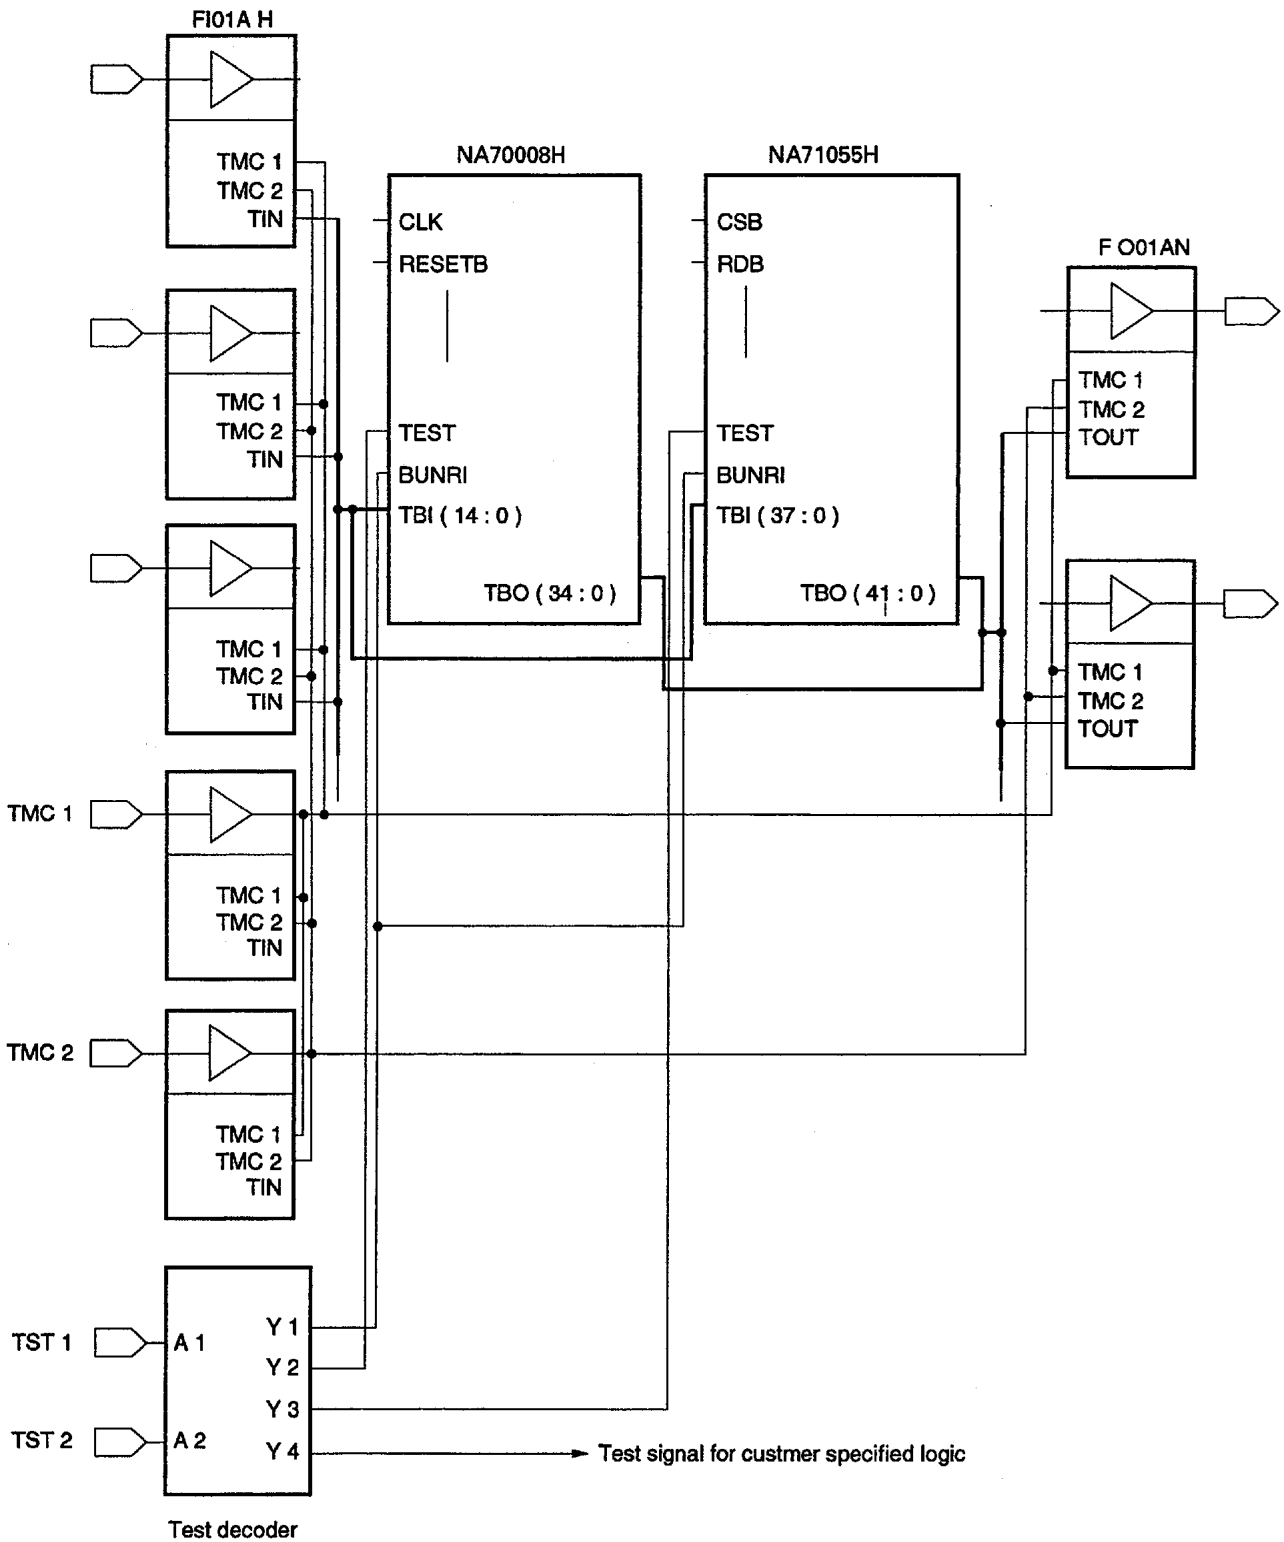 FI01A H
TMC 1
TMC 2
TIN
TMC 1
TMC 2
TIN
TMC 1
TMC 2
TIN
TMC 1
TMC 1
TMC 2
TIN
TMC 2
TMC 1
TMC 2
TIN
NA70008H
CLK
RESETB
TEST
BUNRI
TBI ( 14 : 0 )
TBO ( 34 : 0 )
NA71055H
CSB
RDB
TEST
BUNRI
TBI ( 37 : 0 )
TBO ( 41 : 0 )
F O01AN
TMC 1
TMC 2
TOUT
TMC 1
TMC 2
TOUT
TST 1
A 1
TST 2
A 2
Y 1
Y 2
Y 3
Y 4
Test signal for custmer specified logic
Test decoder